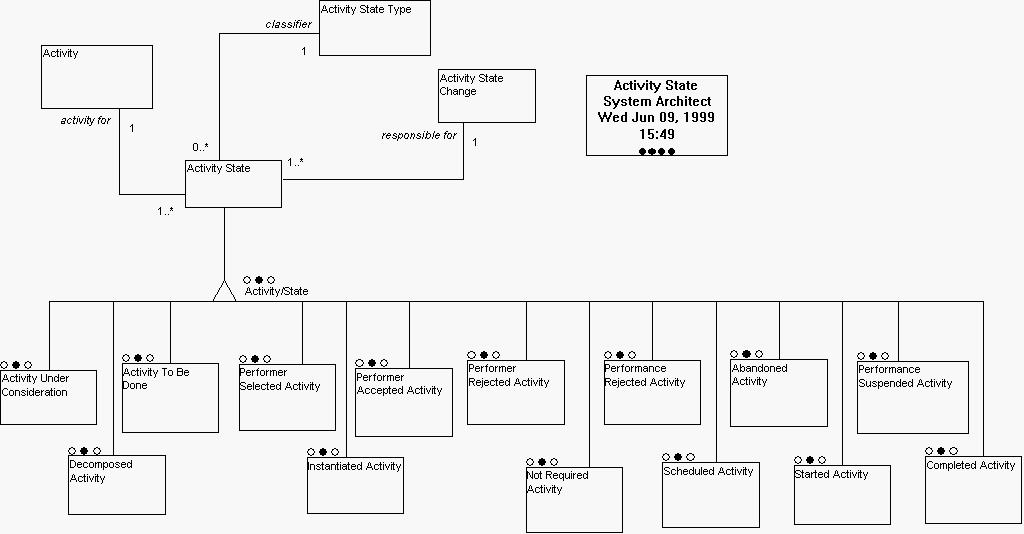 Activity State Type
classifier
1
Activity
activity for
1
Activity State
Change
responsible for
1
Activity State
System Architect
Wed Jun 09, 1999
15:49
0..*
Activity State
1..*
1..*
Activity/State
Activity Under
Consideration
Activity To Be
Done
Performer
Selected Activity
Performer
Accepted Activity
Performer
Rejected Activity
Performance
Rejected Activity
Abandoned
Activity
Performance
Suspended Activity
Decomposed
Activity
Instantiated Activity
Not Required
Activity
Scheduled Activity
Started Activity
Completed Activity